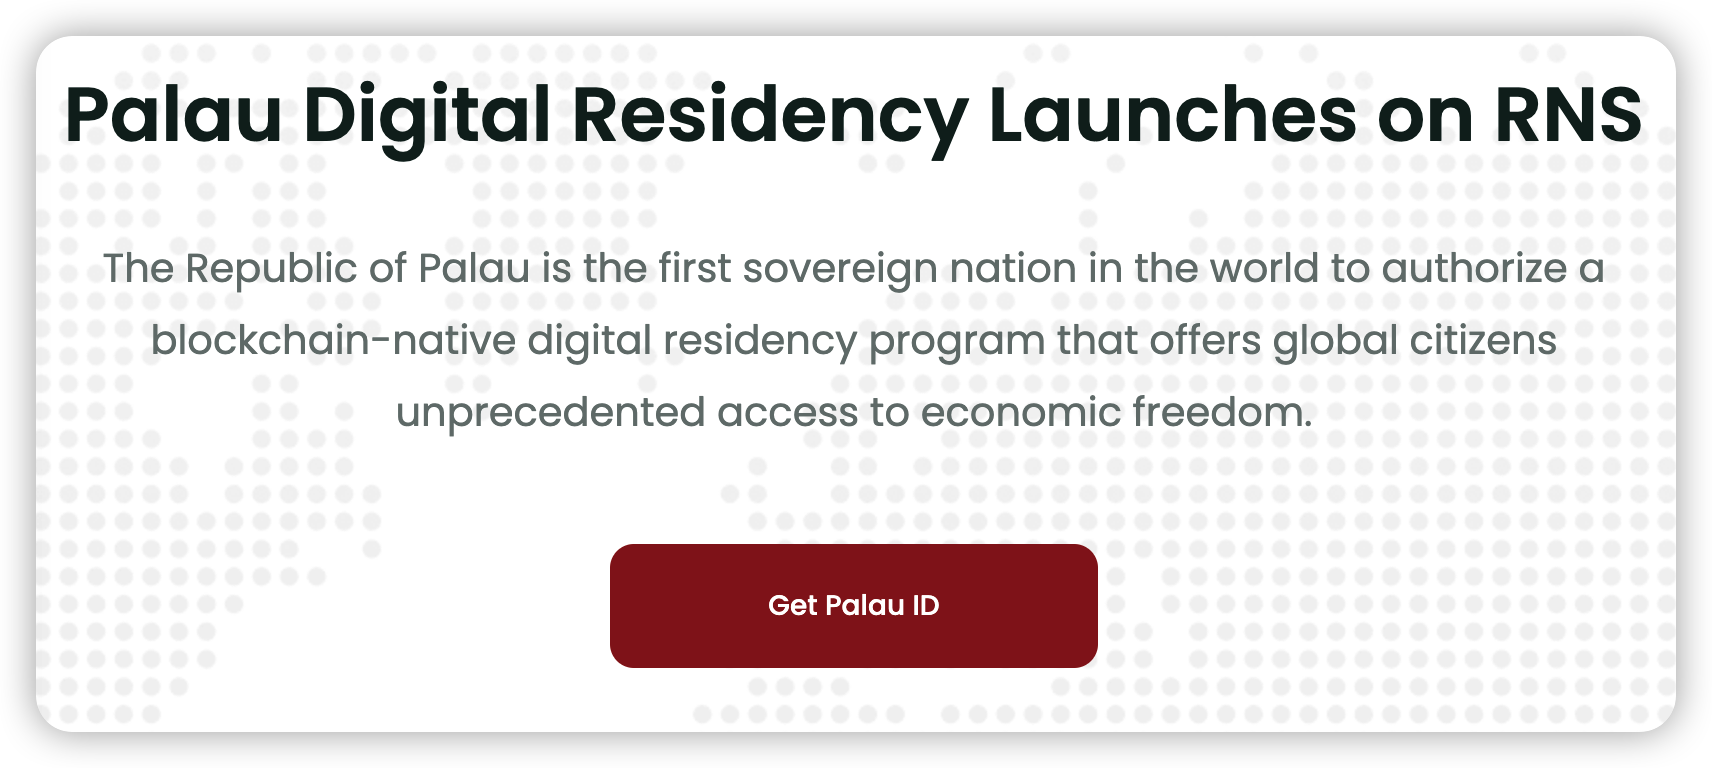 Palau Digital Residency Launches on RNS
The Republic of Palau is the first sovereign nation in the world to authorize a
blockchain-native digital residency program that offers global citizens
unprecedented access to economic freedom.
Get Palau ID